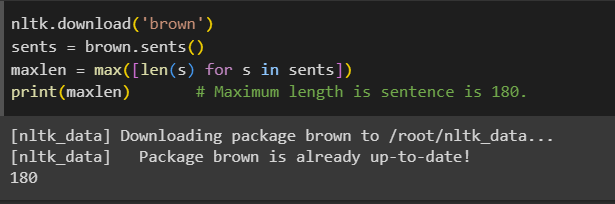 nltk.download('brown')
sents = brown.sents()
maxlen = max([len(s) for s in sents])
print(maxlen)       # Maximum length is sentence is 180.
[nltk_data] Downloading package brown to /root/nltk_data...
[nltk_data]   Package brown is already up-to-date!
180